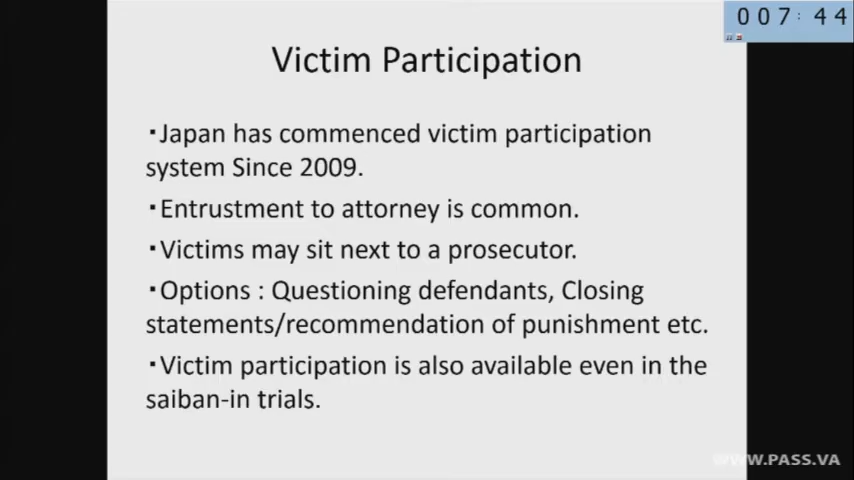 007:44
Victim Participation
・Japan has commenced victim participation
system Since 2009.
・Entrustment to attorney is common.
・Victims may sit next to a prosecutor.
・Options : Questioning defendants, Closing
statements/recommendation of punishment etc.
・Victim participation is also available even in the
saiban-in trials.
WWW.PASS.VA